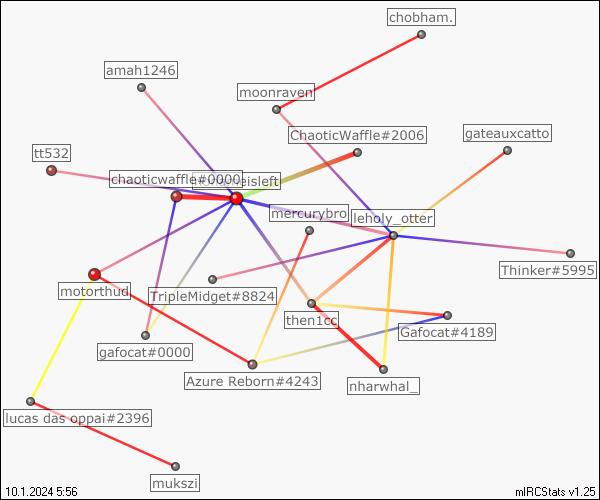 chobham.
amah1246
moonraven
ChaoticWaffle#2006
gateauxcatto
tt532
chaoticwaffle#0000
isleft
mercurybro
leholy_otter
Thinker#5995
motorthud
TripleMidget#8824
then1cc
Gafocat#4189
gafocat#0000
Azure Reborn#4243
nharwhal_
lucas das oppai#2396
mukszi
10.1.2024 5:56
mIRCStats v1.25